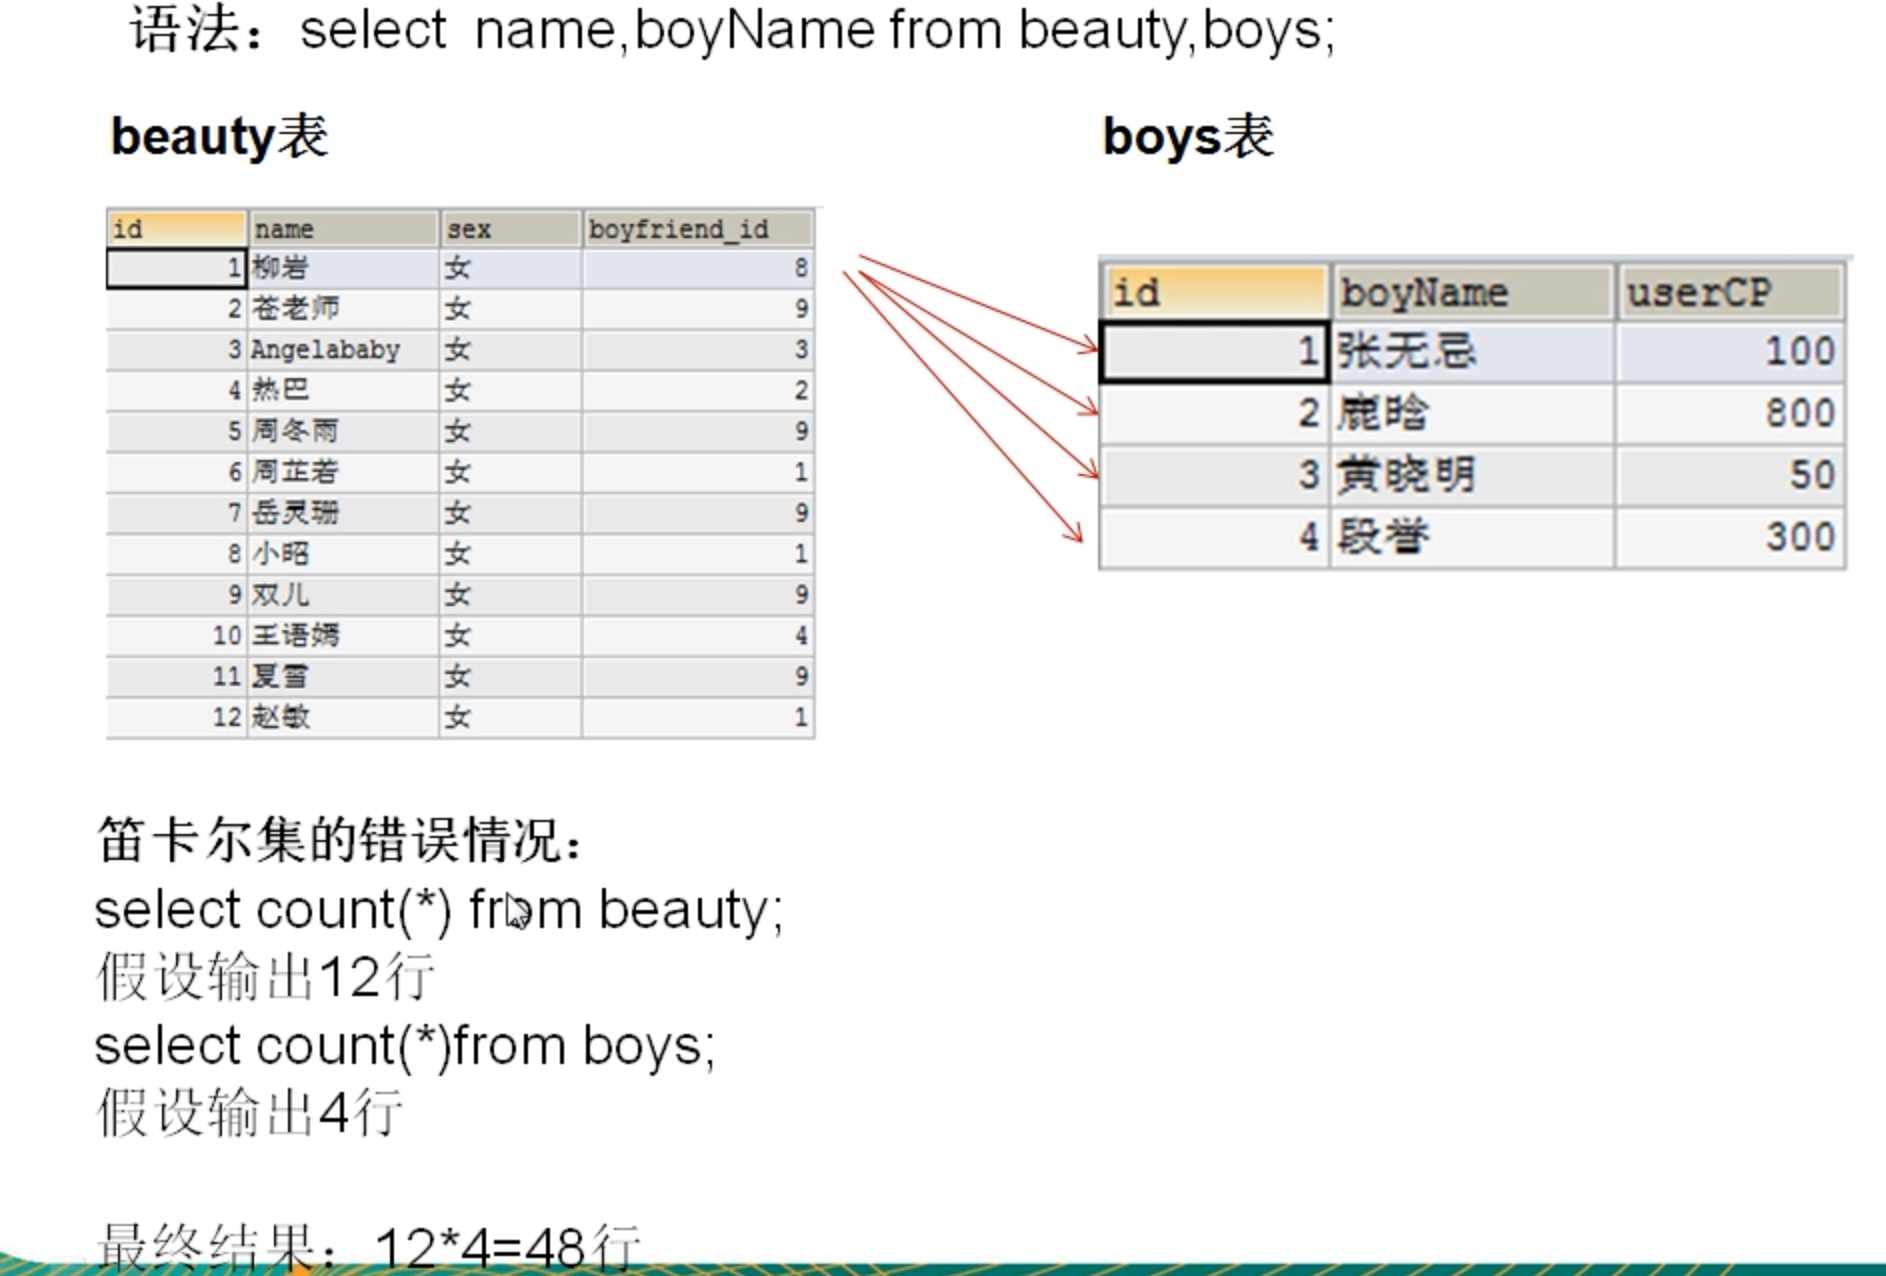 语法：select name,boyName from beauty,boys;
beauty表
boys表
id name sex boyfriend_id
1 柳岩 女 8
2 苍老师 女 9
3 Angelababy 女 3
4 热巴 女 2
5 周冬雨 女 9
6 周芷若 女 1
7 岳灵珊 女 9
8 小昭 女 1
9 双儿 女 9
10 王语嫣 女 4
11 夏雪 女 9
12 赵敏 女 1
id boyName userCP
1 张无忌 100
2 鹿晗 800
3 黄晓明 50
4 段誉 300
笛卡尔集的错误情况：
select count(*) from beauty;
假设输出12行
select count(*)from boys;
假设输出4行
最终结果：12*4=48行